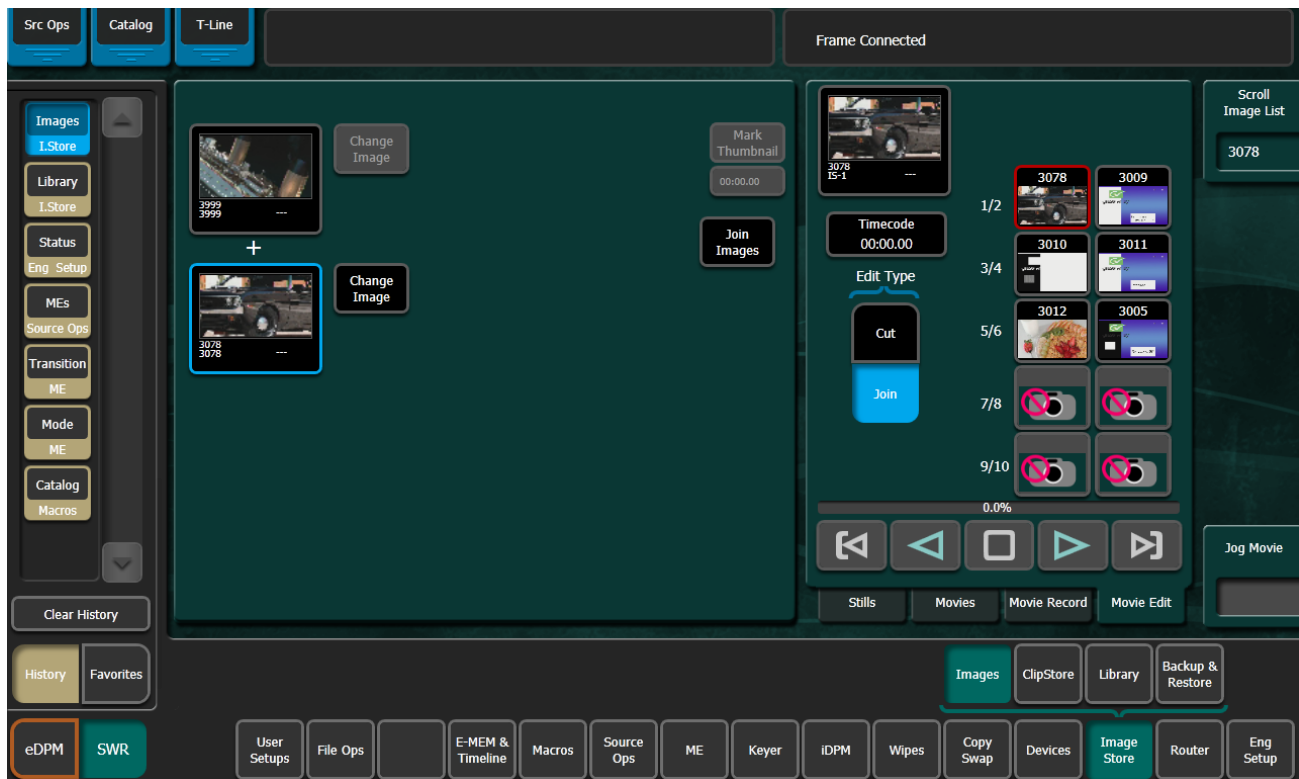 Src Ops
Catalog
T-Line
Frame Connected
Images
I.Store
Library
I.Store
Status
Eng Setup
MEs
Source Ops
Transition
ME
Mode
ME
Catalog
Macros
Clear History
History
Favorites
3999
3999
---
Change
Image
+
3078
3078
---
Change
Image
Mark
Thumbnail
00:00.00
Join
Images
3078
IS-1
---
Timecode
00:00.00
Edit Type
Cut
Join
1/2
3078
3009
3/4
3010
3011
5/6
3012
3005
7/8
9/10
0.0%
Stills
Movies
Movie Record
Movie Edit
Scroll
Image List
3078
Jog Movie
Images
ClipStore
Library
Backup &
Restore
eDPM
SWR
User
Setups
File Ops
E-MEM &
Timeline
Macros
Source
Ops
ME
Keyer
iDPM
Wipes
Copy
Swap
Devices
Image
Store
Router
Eng
Setup